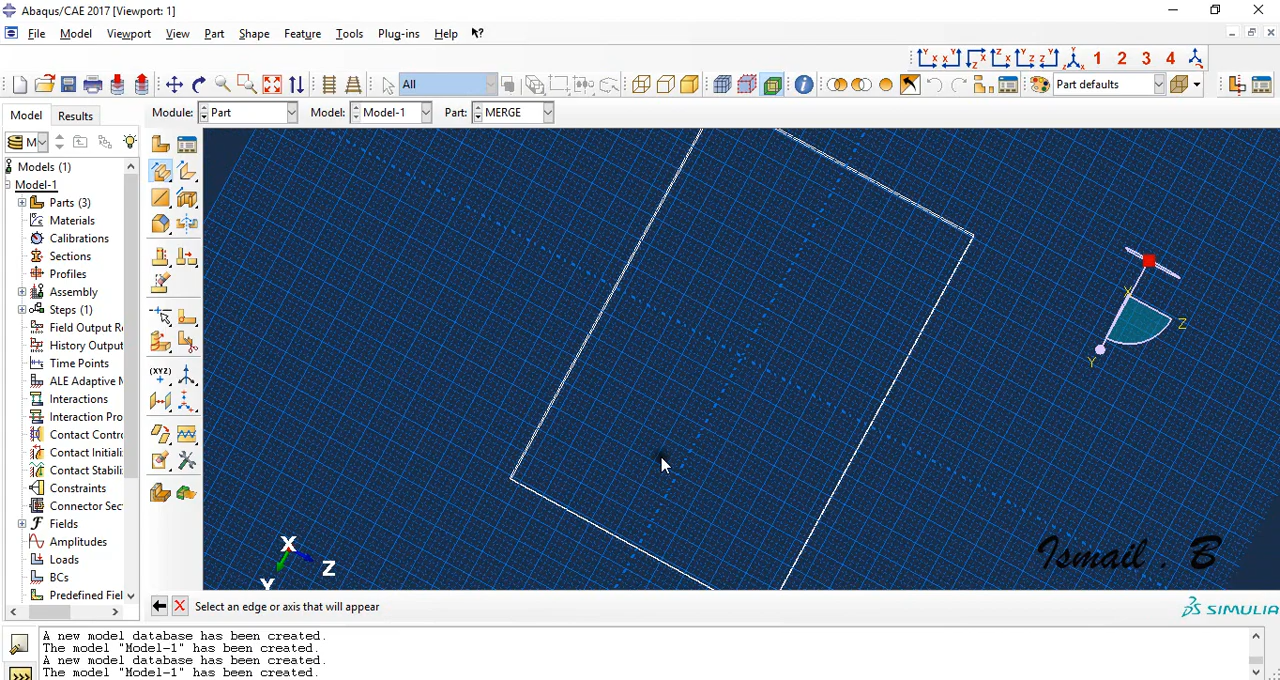 Abaqus/CAE 2017 [Viewport: 1]
File Model Viewport View Part Shape Feature Tools Plug-ins Help
1 2 3 4
All
Part defaults
Model Results
Module: Part Model: Model-1 Part: MERGE
M
Models (1)
Model-1
Parts (3)
Materials
Calibrations
Sections
Profiles
Assembly
Steps (1)
Field Output R
History Output
Time Points
ALE Adaptive M
Interactions
Interaction Pro
Contact Contr
Contact Initiali
Contact Stabili
Constraints
Connector Sec
Fields
Amplitudes
Loads
BCs
Predefined Fiel
(XYZ)
X
Y
Z
X
Y
Z
Ismail . B
Select an edge or axis that will appear
SIMULIA
A new model database has been created.
The model "Model-1" has been created.
A new model database has been created.
The model "Model-1" has been created.
>>>